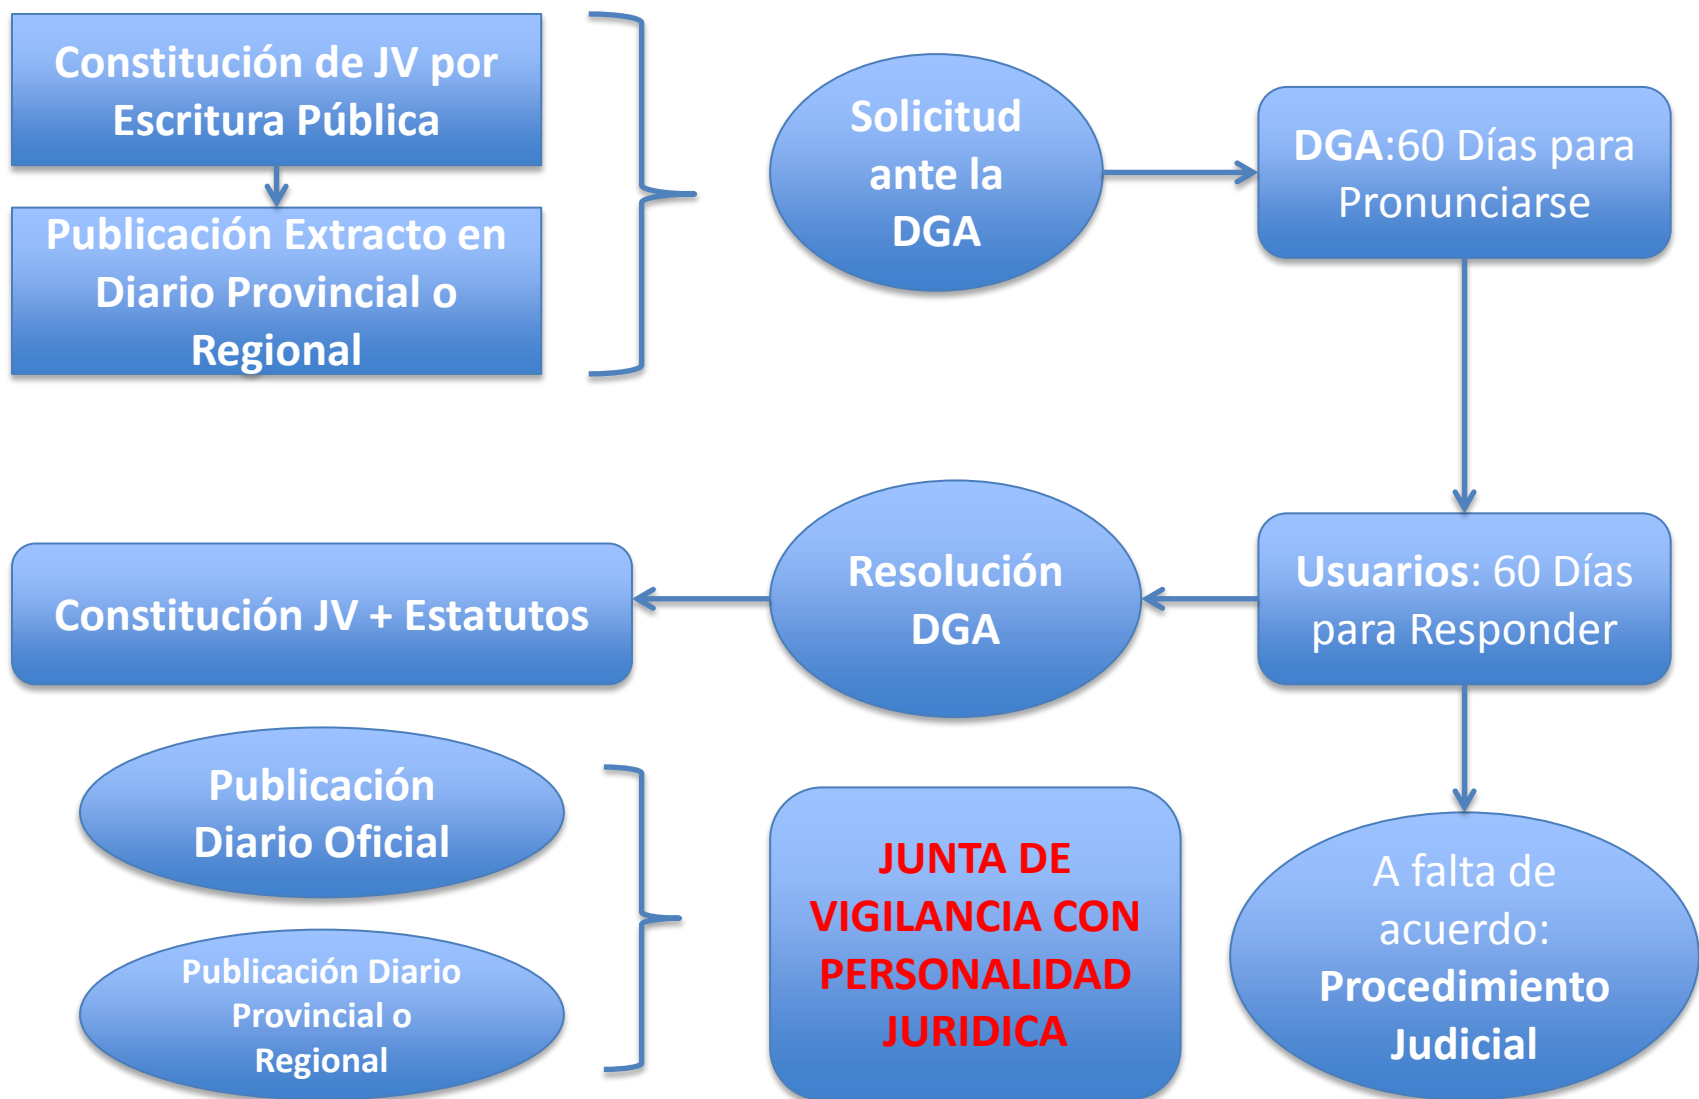 Constitución de JV por
Escritura Pública
Publicación Extracto en
Diario Provincial o
Regional
Solicitud
ante la
DGA
DGA:60 Días para
Pronunciarse
Constitución JV + Estatutos
Resolución
DGA
Usuarios: 60 Días
para Responder
Publicación
Diario Oficial
Publicación Diario
Provincial o
Regional
JUNTA DE
VIGILANCIA CON
PERSONALIDAD
JURIDICA
A falta de
acuerdo:
Procedimiento
Judicial